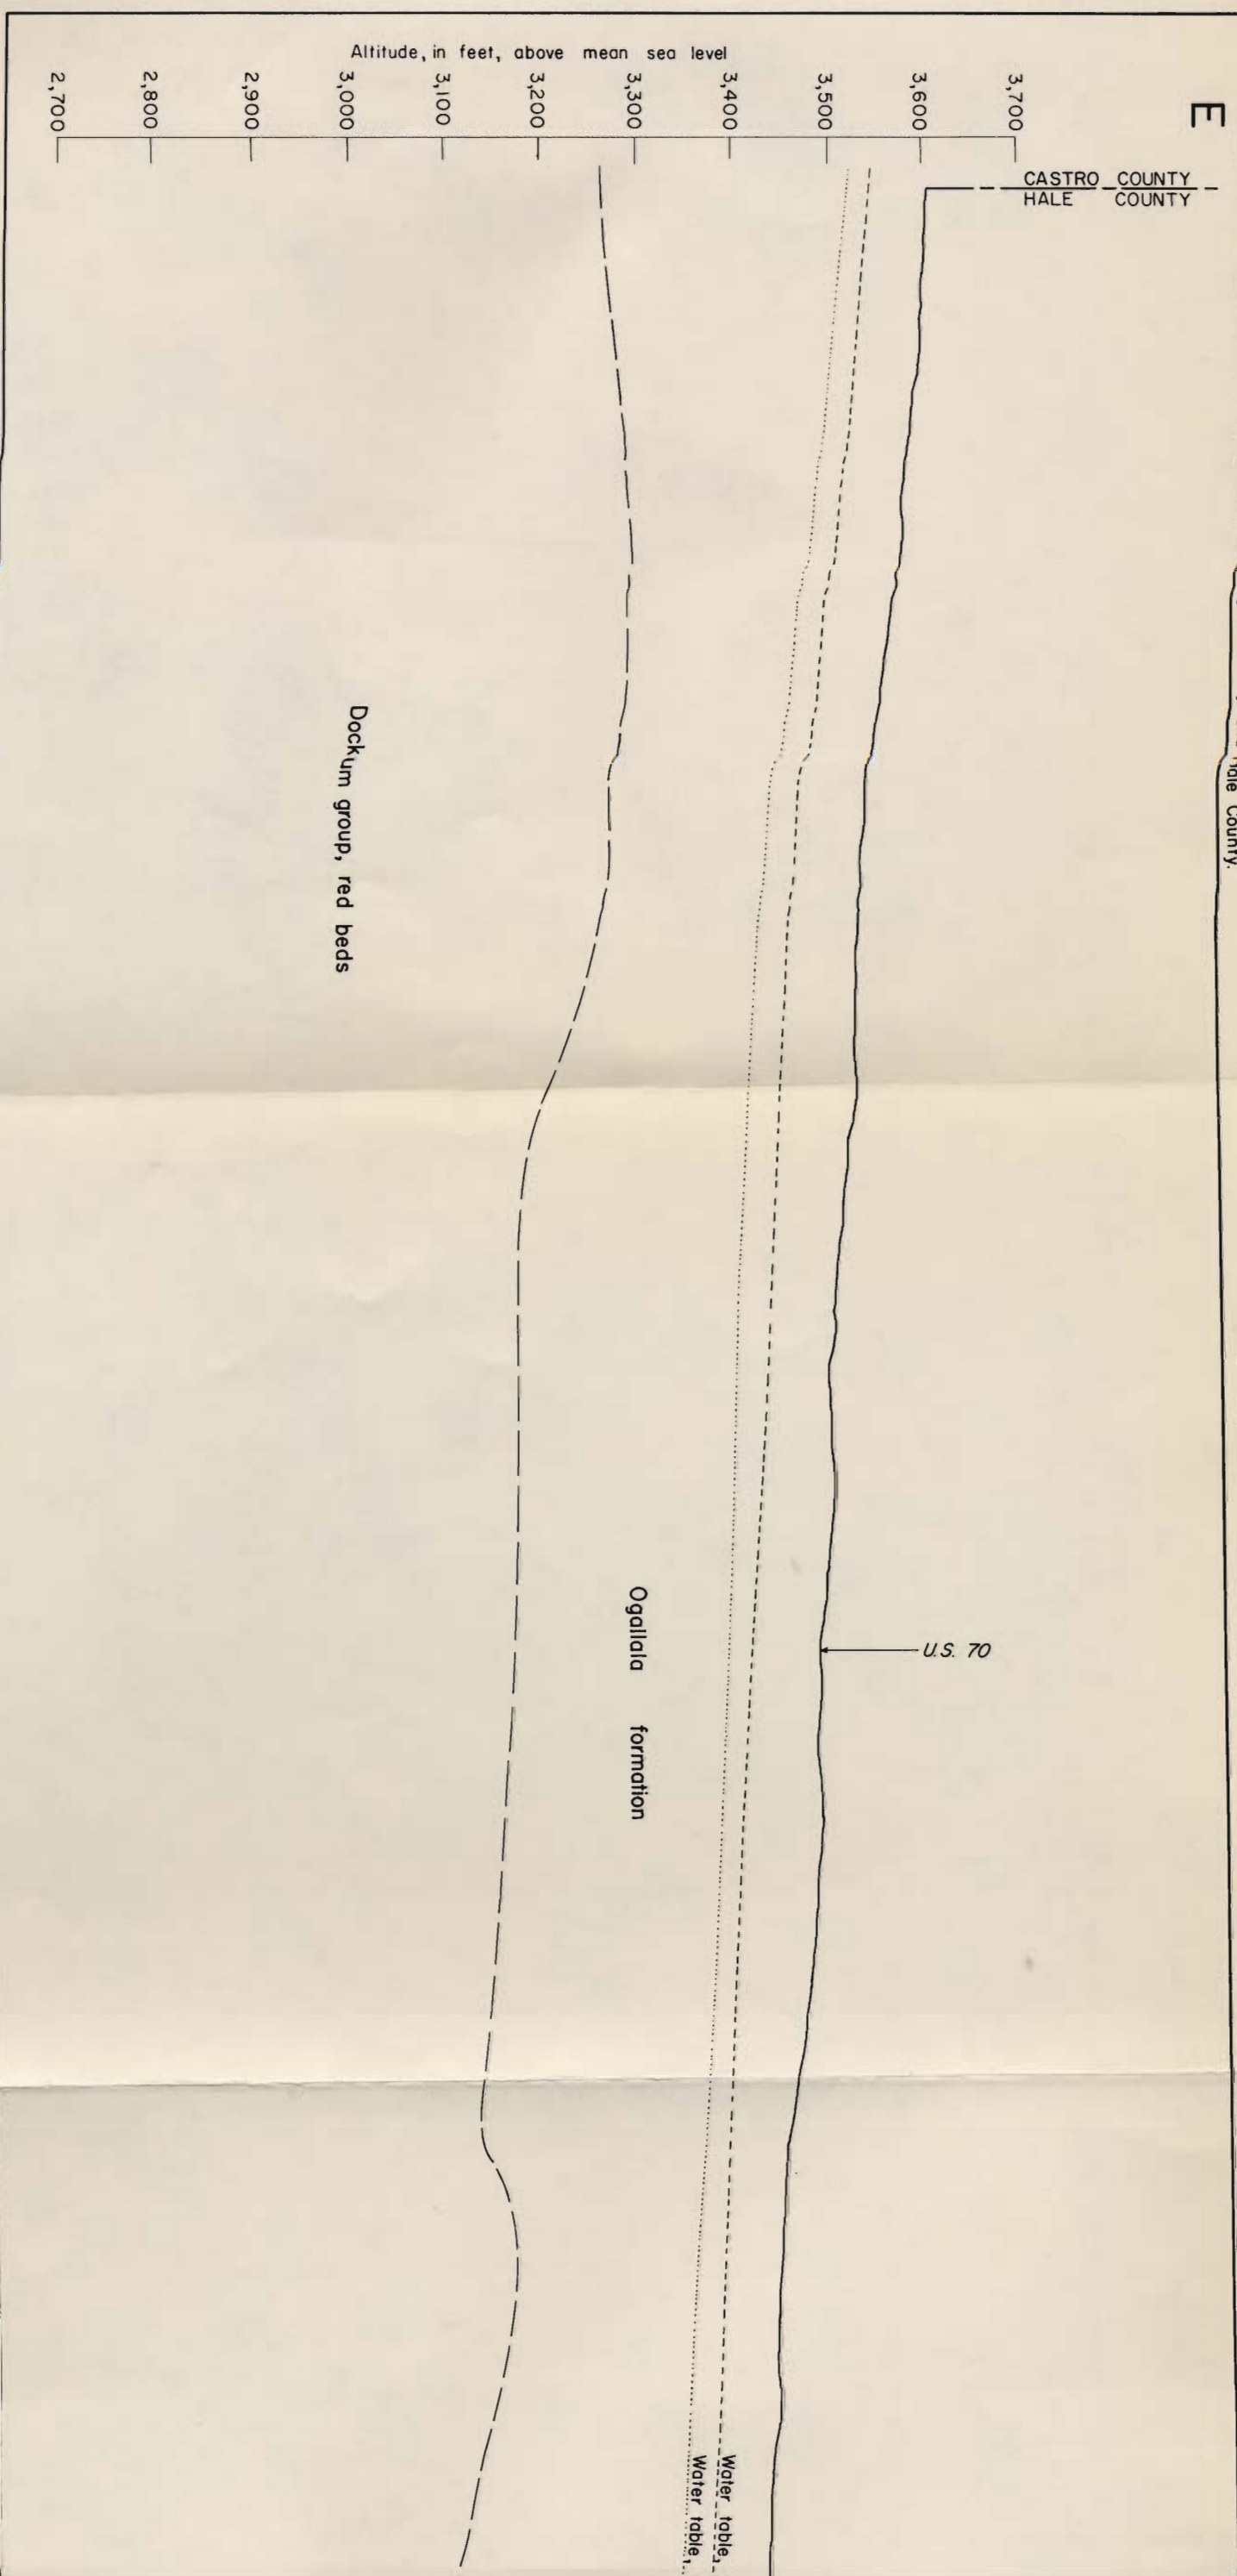 E
Altitude, in feet, above mean sea level
3,700
3,600
3,500
3,400
3,300
3,200
3,100
3,000
2,900
2,800
2,700
CASTRO COUNTY
HALE COUNTY
U.S. 70
Ogallala formation
Dockum group, red beds
Water table,
Water table,
County.